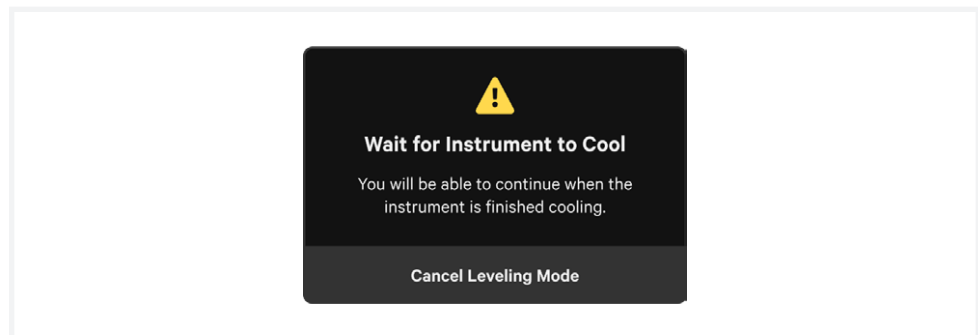 Wait for Instrument to Cool
You will be able to continue when the
instrument is finished cooling.
Cancel Leveling Mode